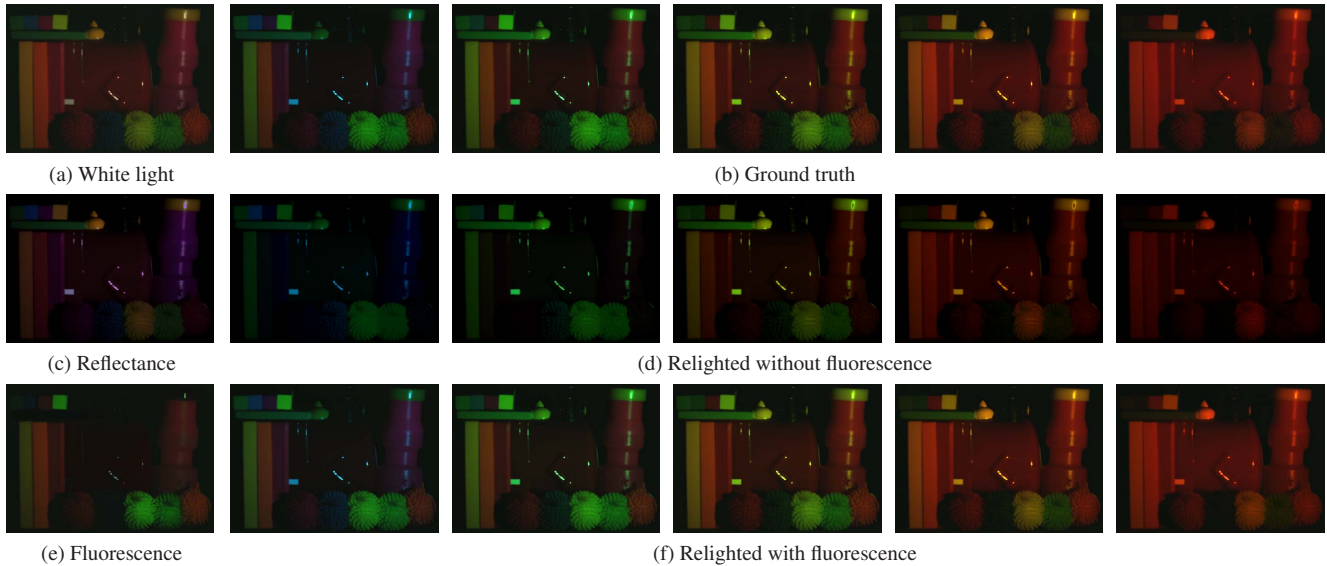 (a) White light
(b) Ground truth
(c) Reflectance
(d) Relighted without fluorescence
(e) Fluorescence
(f) Relighted with fluorescence